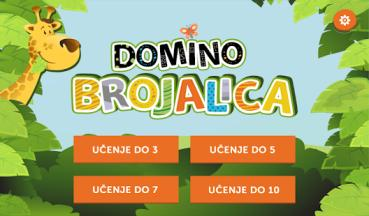 DOMINO
BROJALICA
UČENJE DO 3
UČENJE DO 5
UČENJE DO 7
UČENJE DO 10